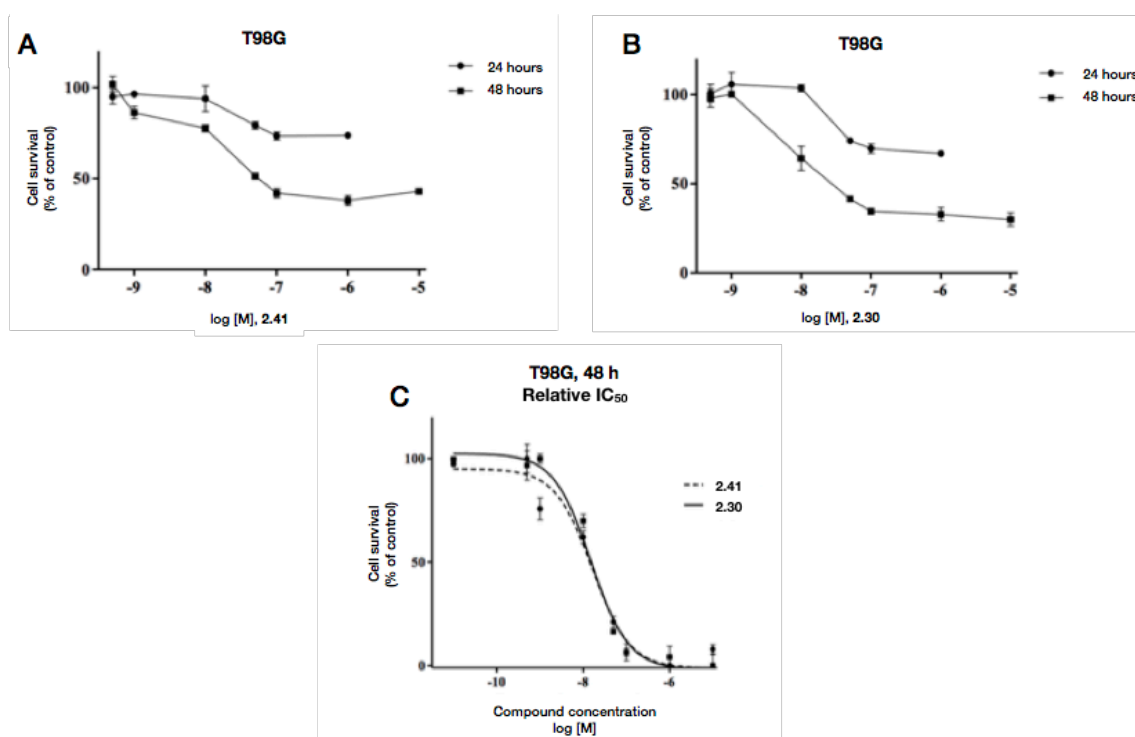 A
T98G
24 hours
48 hours
Cell survival
(% of control)
100
50
0
-9
-8
-7
-6
-5
log [M], 2.41
B
T98G
24 hours
48 hours
Cell survival
(% of control)
100
50
0
-9
-8
-7
-6
-5
log [M], 2.30
C
T98G, 48 h
Relative IC₅₀
2.41
2.30
Cell survival
(% of control)
100
50
0
-10
-8
-6
Compound concentration
log [M]